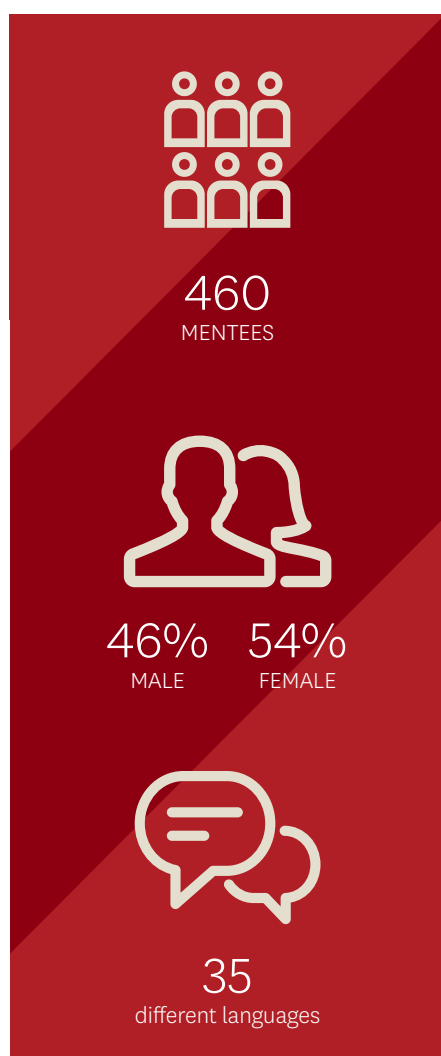 460
MENTEES
46% 54%
MALE FEMALE
35
different languages